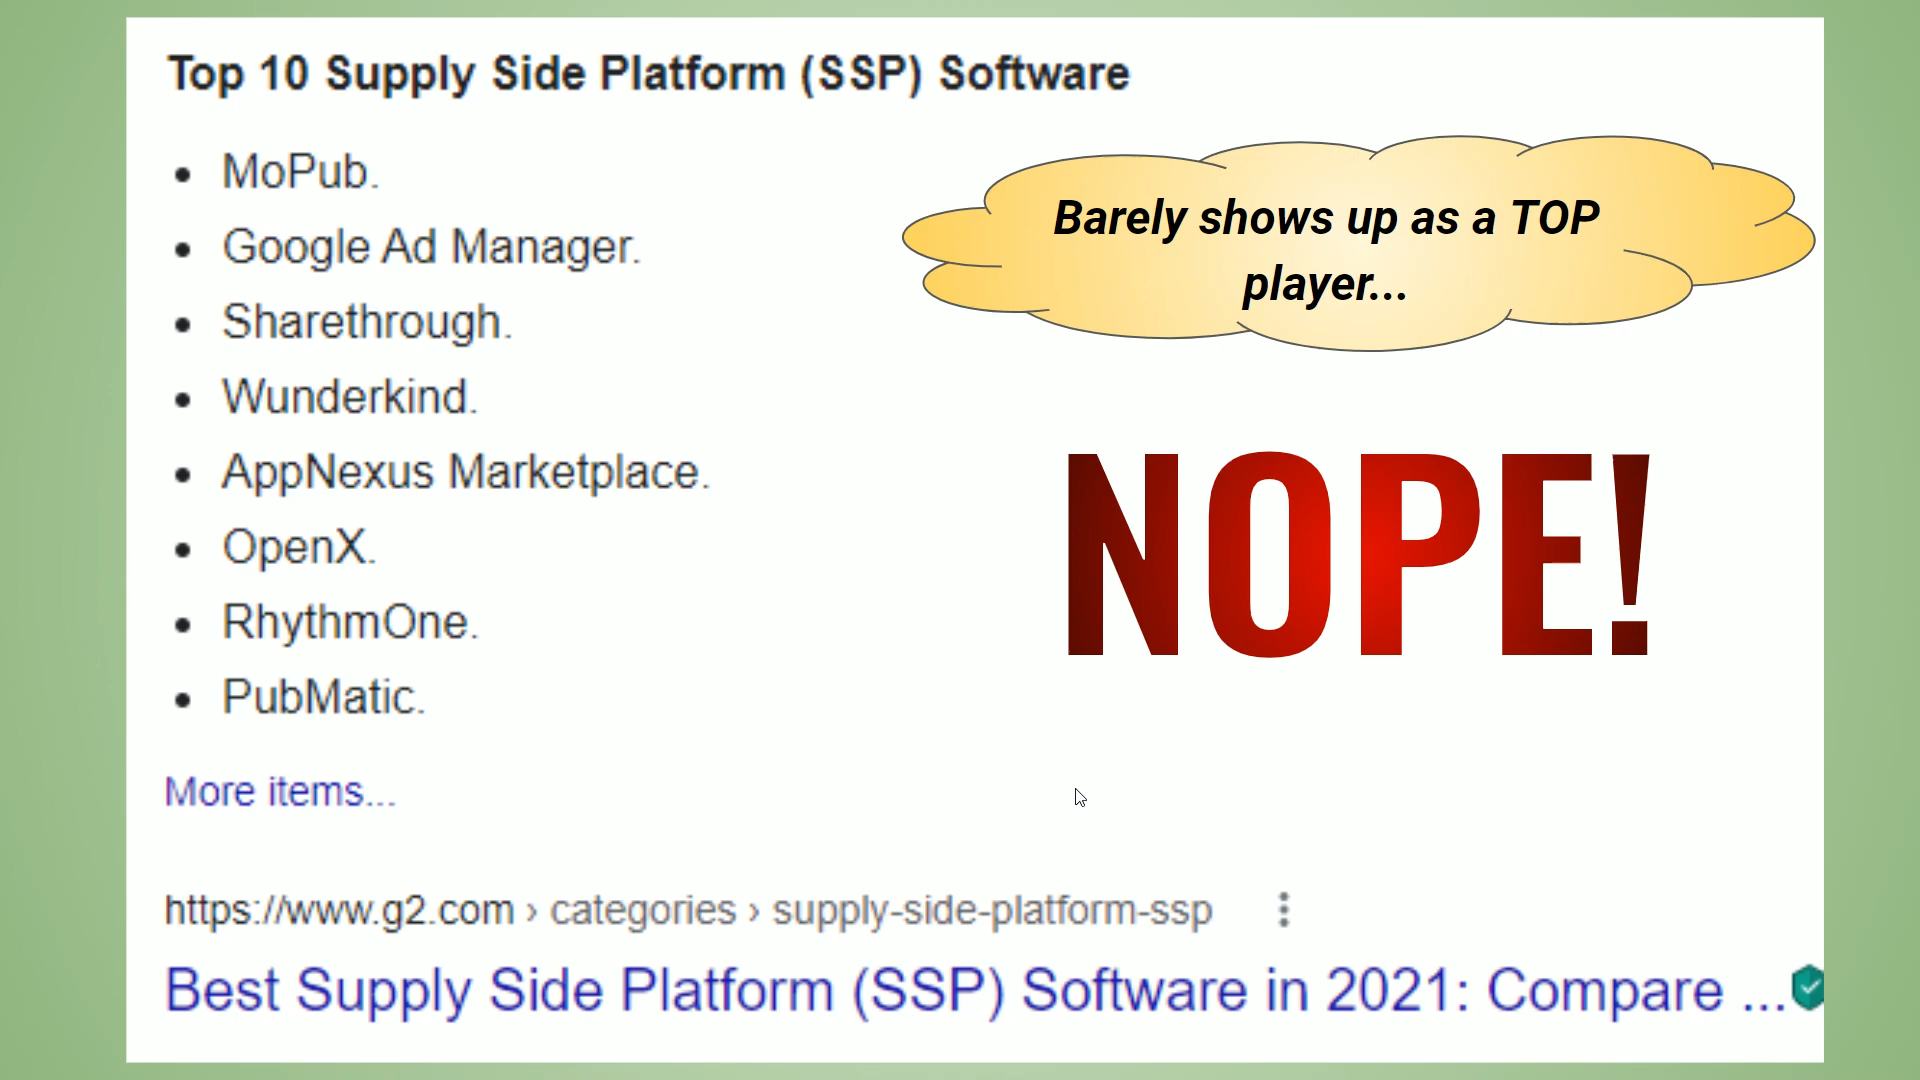 Top 10 Supply Side Platform (SSP) Software
MoPub.
Google Ad Manager.
Sharethrough.
Wunderkind.
AppNexus Marketplace.
OpenX.
RhythmOne.
PubMatic.
More items...
Barely shows up as a TOP
player...
NOPE!
https://www.g2.com › categories › supply-side-platform-ssp
Best Supply Side Platform (SSP) Software in 2021: Compare ...